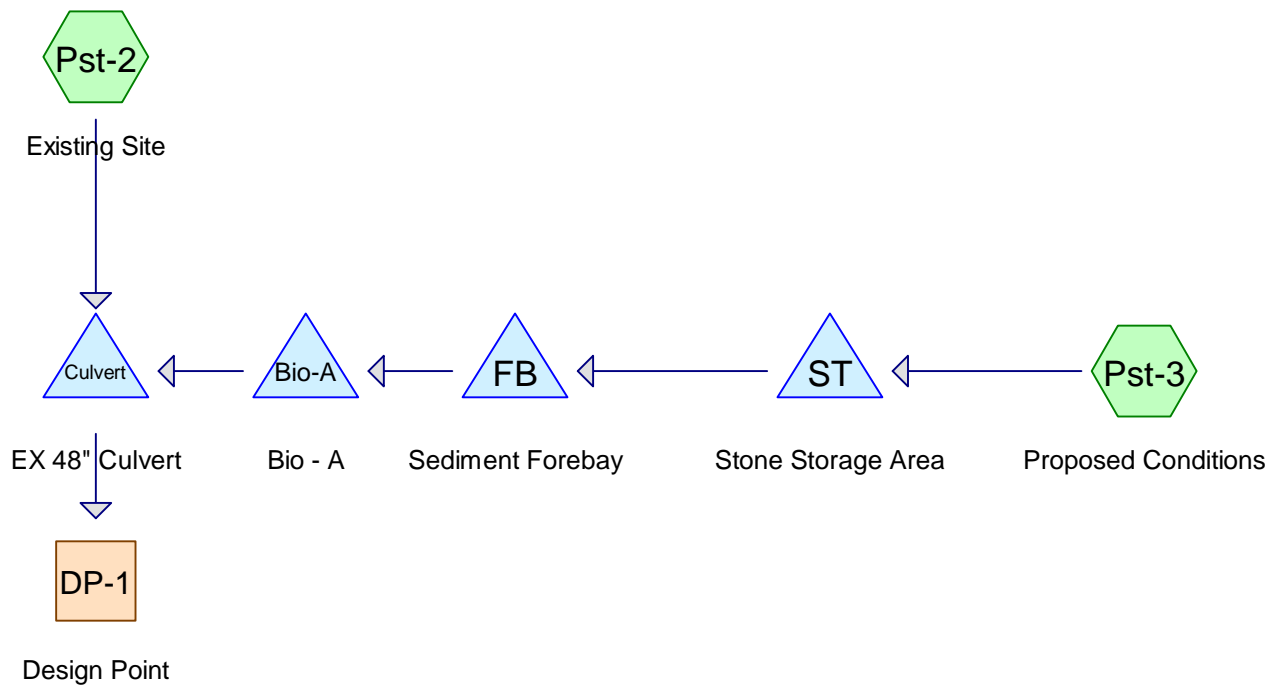 Pst-2
Existing Site
Culvert
Bio-A
FB
ST
Pst-3
EX 48" Culvert
Bio - A
Sediment Forebay
Stone Storage Area
Proposed Conditions
DP-1
Design Point